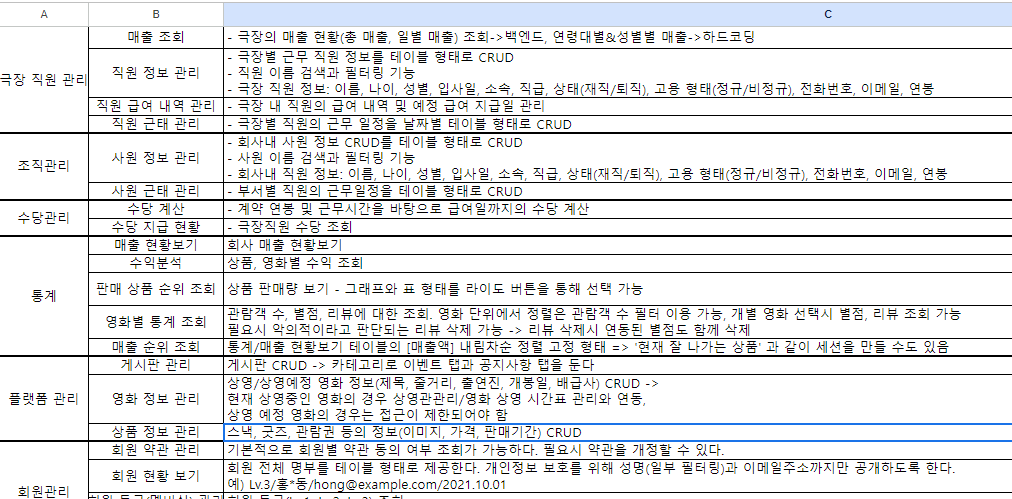 A B C
극장 직원 관리
매출 조회
- 극장의 매출 현황(총 매출, 일별 매출) 조회->백엔드, 연령대별&성별별 매출->하드코딩
직원 정보 관리
- 극장별 근무 직원 정보를 테이블 형태로 CRUD
- 직원 이름 검색과 필터링 기능
- 극장 직원 정보: 이름, 나이, 성별, 입사일, 소속, 직급, 상태(재직/퇴직), 고용 형태(정규/비정규), 전화번호, 이메일, 연봉
직원 급여 내역 관리
- 극장 내 직원의 급여 내역 및 예정 급여 지급일 관리
직원 근태 관리
- 극장별 직원의 근무 일정을 날짜별 테이블 형태로 CRUD
조직관리
사원 정보 관리
- 회사내 사원 정보 CRUD를 테이블 형태로 CRUD
- 사원 이름 검색과 필터링 기능
- 회사내 직원 정보: 이름, 나이, 성별, 입사일, 소속, 직급, 상태(재직/퇴직), 고용 형태(정규/비정규), 전화번호, 이메일, 연봉
사원 근태 관리
- 부서별 직원의 근무일정을 테이블 형태로 CRUD
수당관리
수당 계산
- 계약 연봉 및 근무시간을 바탕으로 급여일까지의 수당 계산
수당 지급 현황
- 극장직원 수당 조회
통계
매출 현황보기
회사 매출 현황보기
수익분석
상품, 영화별 수익 조회
판매 상품 순위 조회
상품 판매량 보기 - 그래프와 표 형태를 라이도 버튼을 통해 선택 가능
영화별 통계 조회
관람객 수, 별점, 리뷰에 대한 조회. 영화 단위에서 정렬은 관람객 수 필터 이용 가능, 개별 영화 선택시 별점, 리뷰 조회 가능
필요시 악의적이라고 판단되는 리뷰 삭제 가능 -> 리뷰 삭제시 연동된 별점도 함께 삭제
매출 순위 조회
통계/매출 현황보기 테이블의 [매출액] 내림자순 정렬 고정 형태 => '현재 잘 나가는 상품' 과 같이 세션을 만들 수도 있음
플랫폼 관리
게시판 관리
게시판 CRUD -> 카테고리로 이벤트 탭과 공지사항 탭을 둔다
영화 정보 관리
상영/상영예정 영화 정보(제목, 줄거리, 출연진, 개봉일, 배급사) CRUD ->
현재 상영중인 영화의 경우 상영관관리/영화 상영 시간표 관리와 연동,
상영 예정 영화의 경우는 접근이 제한되어야 함
상품 정보 관리
스낵, 굿즈, 관람권 등의 정보(이미지, 가격, 판매기간) CRUD
회원관리
회원 약관 관리
기본적으로 회원별 약관 동의 여부 조회가 가능하다. 필요시 약관을 개정할 수 있다.
회원 현황 보기
회원 전체 명부를 테이블 형태로 제공한다. 개인정보 보호를 위해 성명(일부 필터링)과 이메일주소까지만 공개하도록 한다.
예) Lv.3/홍*동/hong@example.com/2021.10.01